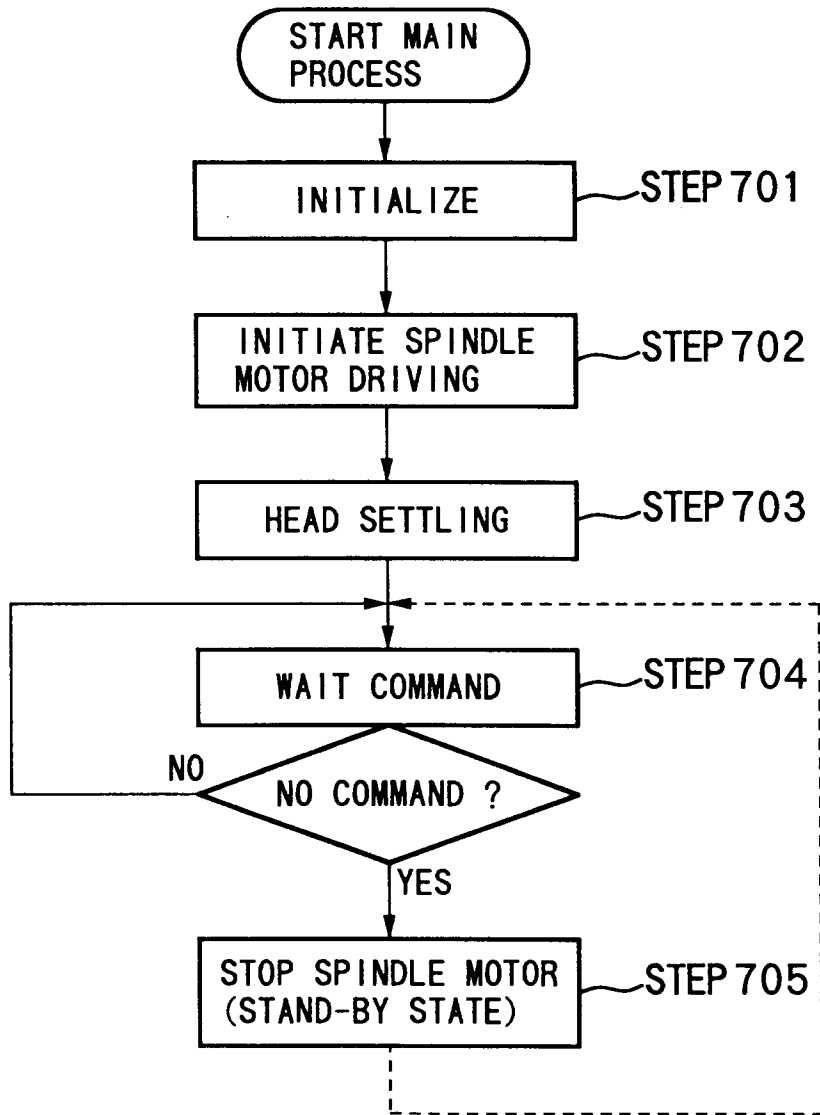 START MAIN
PROCESS
INITIALIZE
STEP 701
INITIATE SPINDLE
MOTOR DRIVING
STEP 702
HEAD SETTLING
STEP 703
WAIT COMMAND
STEP 704
NO
NO COMMAND ?
YES
STOP SPINDLE MOTOR
(STAND-BY STATE)
STEP 705